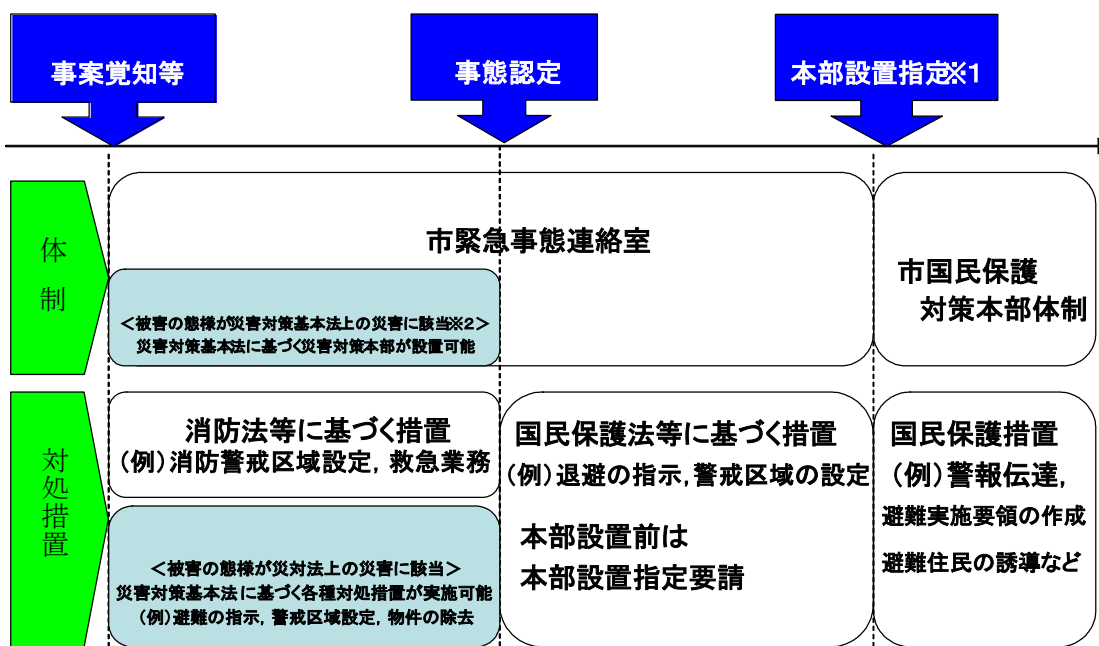 事案覚知等
事態認定
本部設置指定※1
体制
市緊急事態連絡室
＜被害の態様が災害対策基本法上の災害に該当※2＞
災害対策基本法に基づく災害対策本部が設置可能
市国民保護
対策本部体制
対処措置
消防法等に基づく措置
(例)消防警戒区域設定，救急業務
＜被害の態様が災対法上の災害に該当＞
災害対策基本法に基づく各種対処措置が実施可能
(例)避難の指示，警戒区域設定，物件の除去
国民保護法等に基づく措置
(例)退避の指示，警戒区域の設定
本部設置前は
本部設置指定要請
国民保護措置
(例)警報伝達，
避難実施要領の作成
避難住民の誘導など